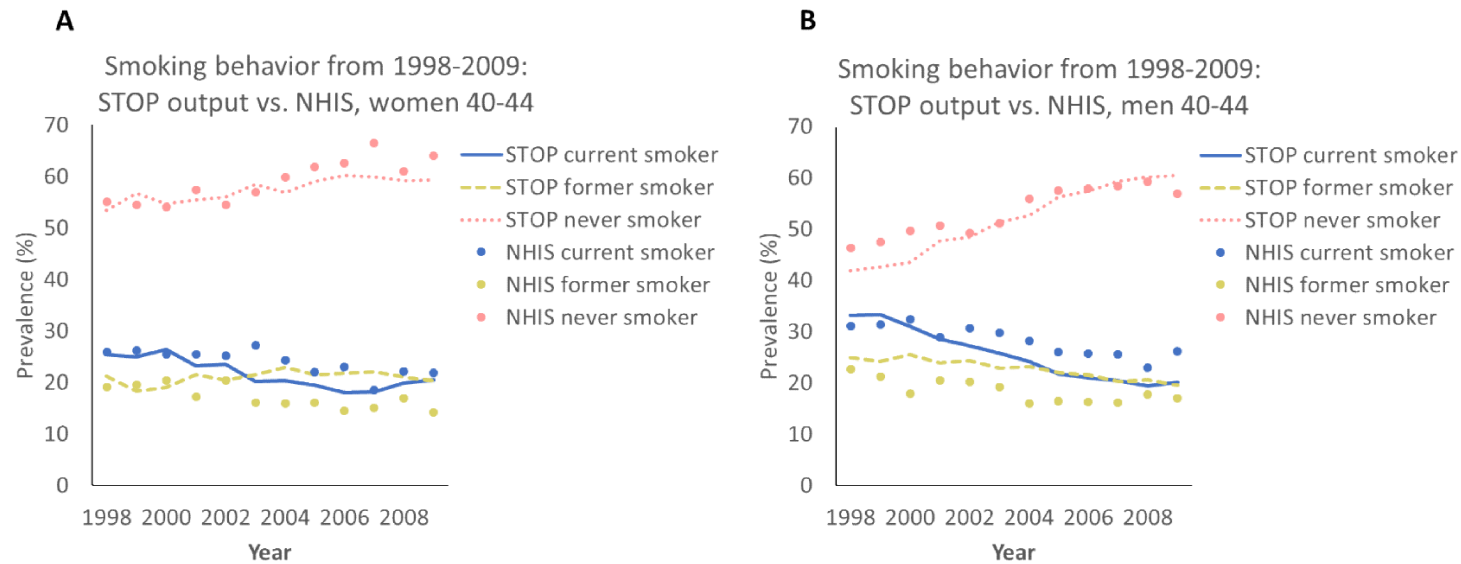 A
Smoking behavior from 1998-2009:
STOP output vs. NHIS, women 40-44
70
60
50
40
30
20
10
0
Prevalence (%)
1998 2000 2002 2004 2006 2008
Year
STOP current smoker
STOP former smoker
STOP never smoker
NHIS current smoker
NHIS former smoker
NHIS never smoker
B
Smoking behavior from 1998-2009:
STOP output vs. NHIS, men 40-44
70
60
50
40
30
20
10
0
Prevalence (%)
1998 2000 2002 2004 2006 2008
Year
STOP current smoker
STOP former smoker
STOP never smoker
NHIS current smoker
NHIS former smoker
NHIS never smoker